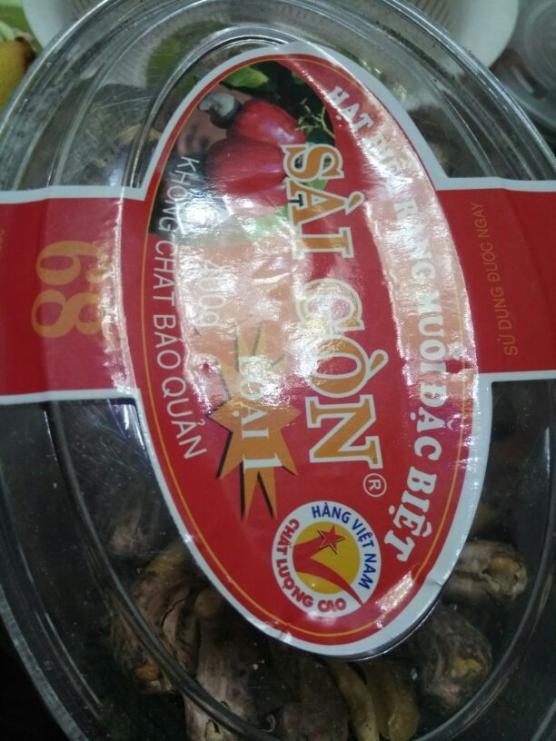 HẠT ĐIỀU RANG MUỐI ĐẶC BIỆT
SÀI GÒN®
LOẠI 1
KHÔNG CHẤT BẢO QUẢN
HÀNG VIỆT NAM
CHẤT LƯỢNG CAO
SỬ DỤNG ĐƯỢC NGAY
68